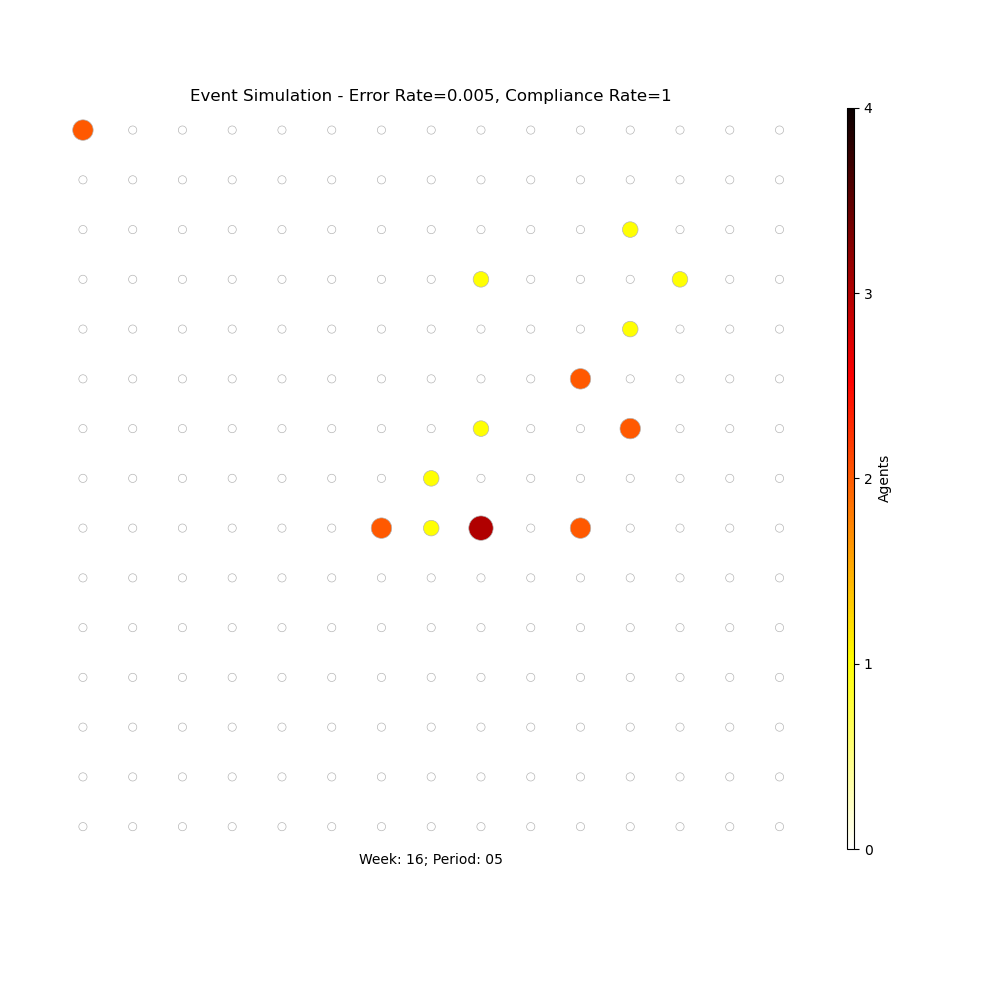 Event Simulation - Error Rate=0.005, Compliance Rate=1
4
3
2
1
0
Agents
Week: 16; Period: 05